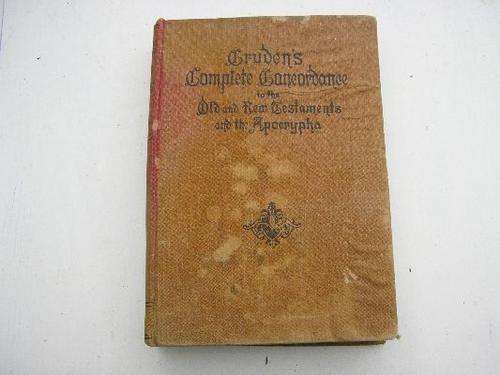 Cruden's
Complete Concordance
to the
Old and New Testaments
and the Apocrypha